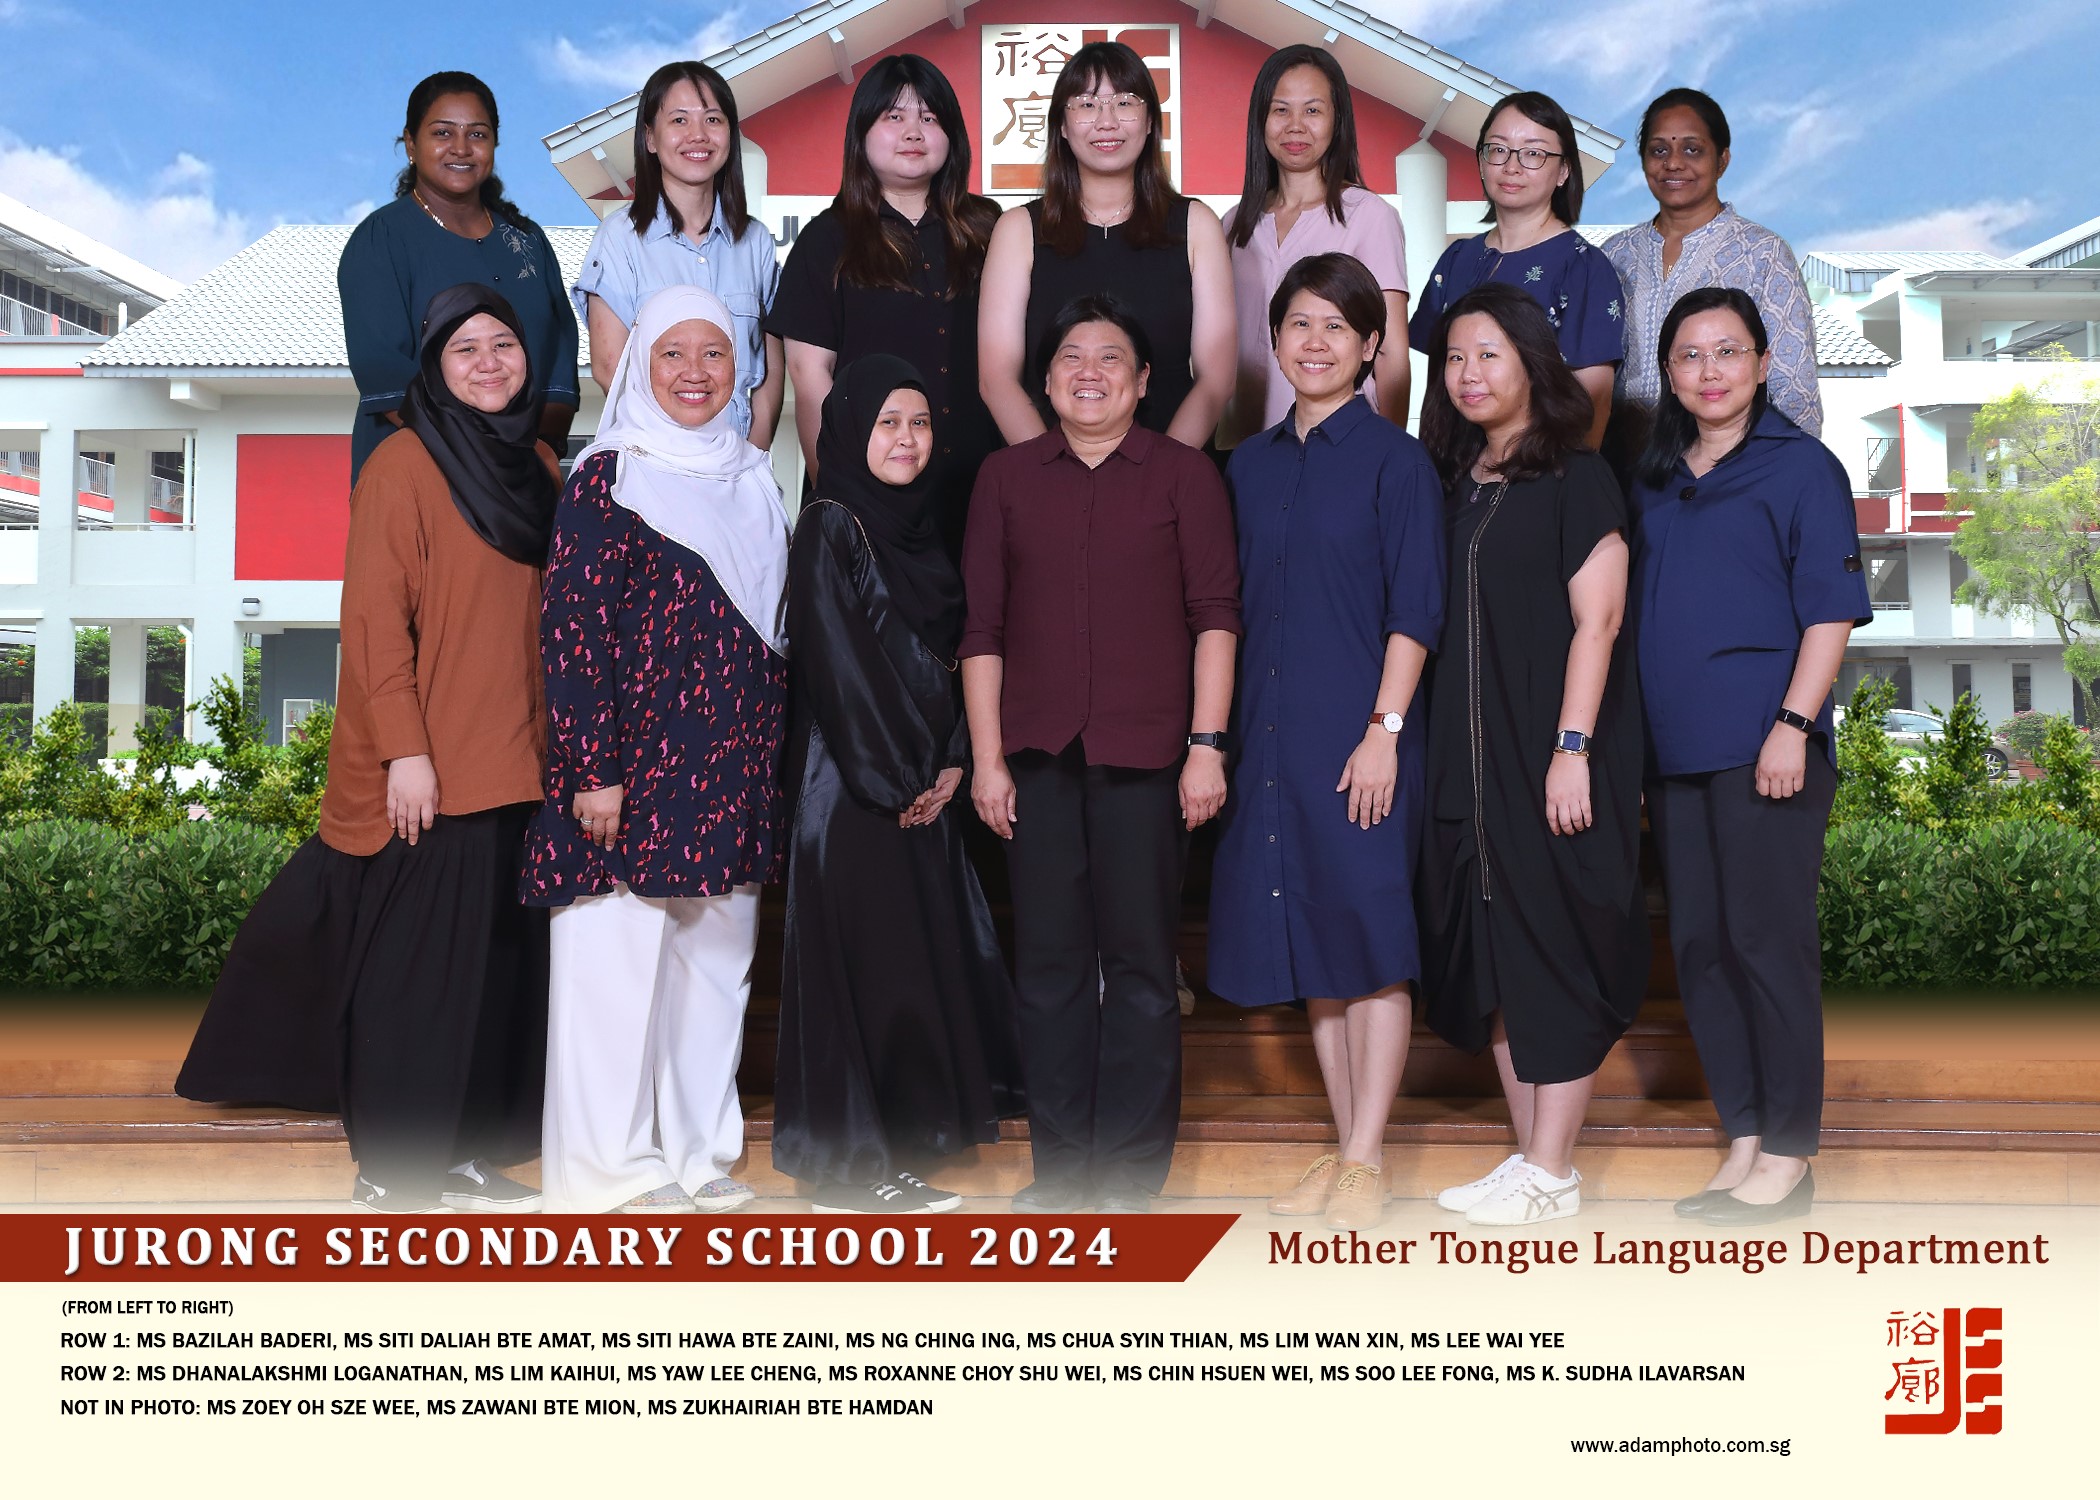 裕廊
JU
JURONG SECONDARY SCHOOL 2024
Mother Tongue Language Department
(FROM LEFT TO RIGHT)
ROW 1: MS BAZILAH BADERI, MS SITI DALIAH BTE AMAT, MS SITI HAWA BTE ZAINI, MS NG CHING ING, MS CHUA SYIN THIAN, MS LIM WAN XIN, MS LEE WAI YEE
ROW 2: MS DHANALAKSHMI LOGANATHAN, MS LIM KAIHUI, MS YAW LEE CHENG, MS ROXANNE CHOY SHU WEI, MS CHIN HSUEN WEI, MS SOO LEE FONG, MS K. SUDHA ILAVARSAN
NOT IN PHOTO: MS ZOEY OH SZE WEE, MS ZAWANI BTE MION, MS ZUKHAIRIAH BTE HAMDAN
裕廊 JSS
www.adamphoto.com.sg